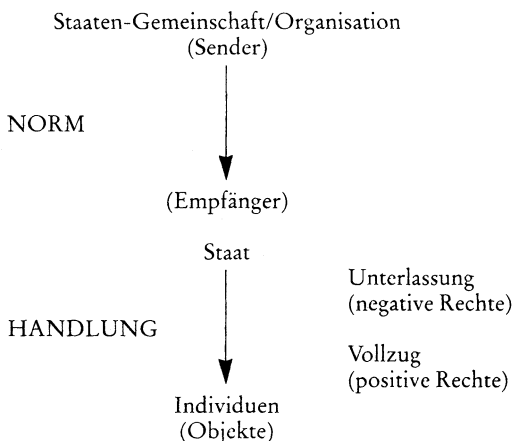 Staaten-Gemeinschaft/Organisation
(Sender)
NORM
(Empfänger)
Staat
Unterlassung
(negative Rechte)
HANDLUNG
Vollzug
(positive Rechte)
Individuen
(Objekte)